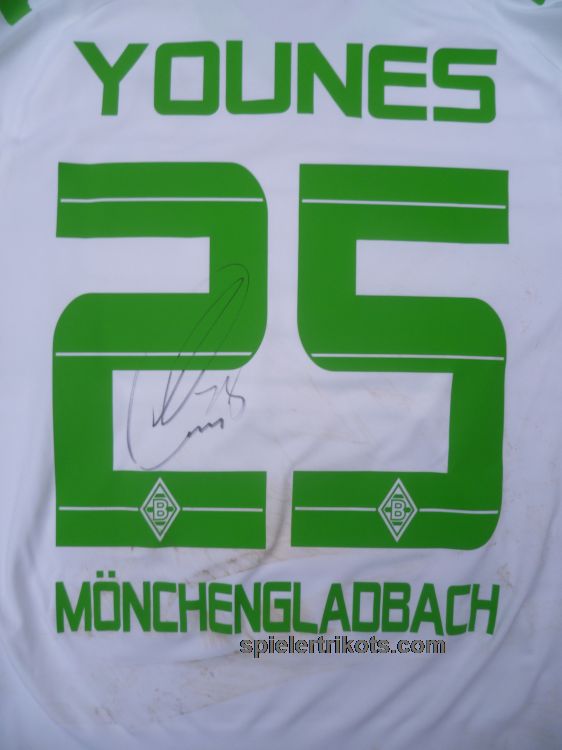 YOUNES
25
B B
MÖNCHENGLADBACH
spielertrikots.com